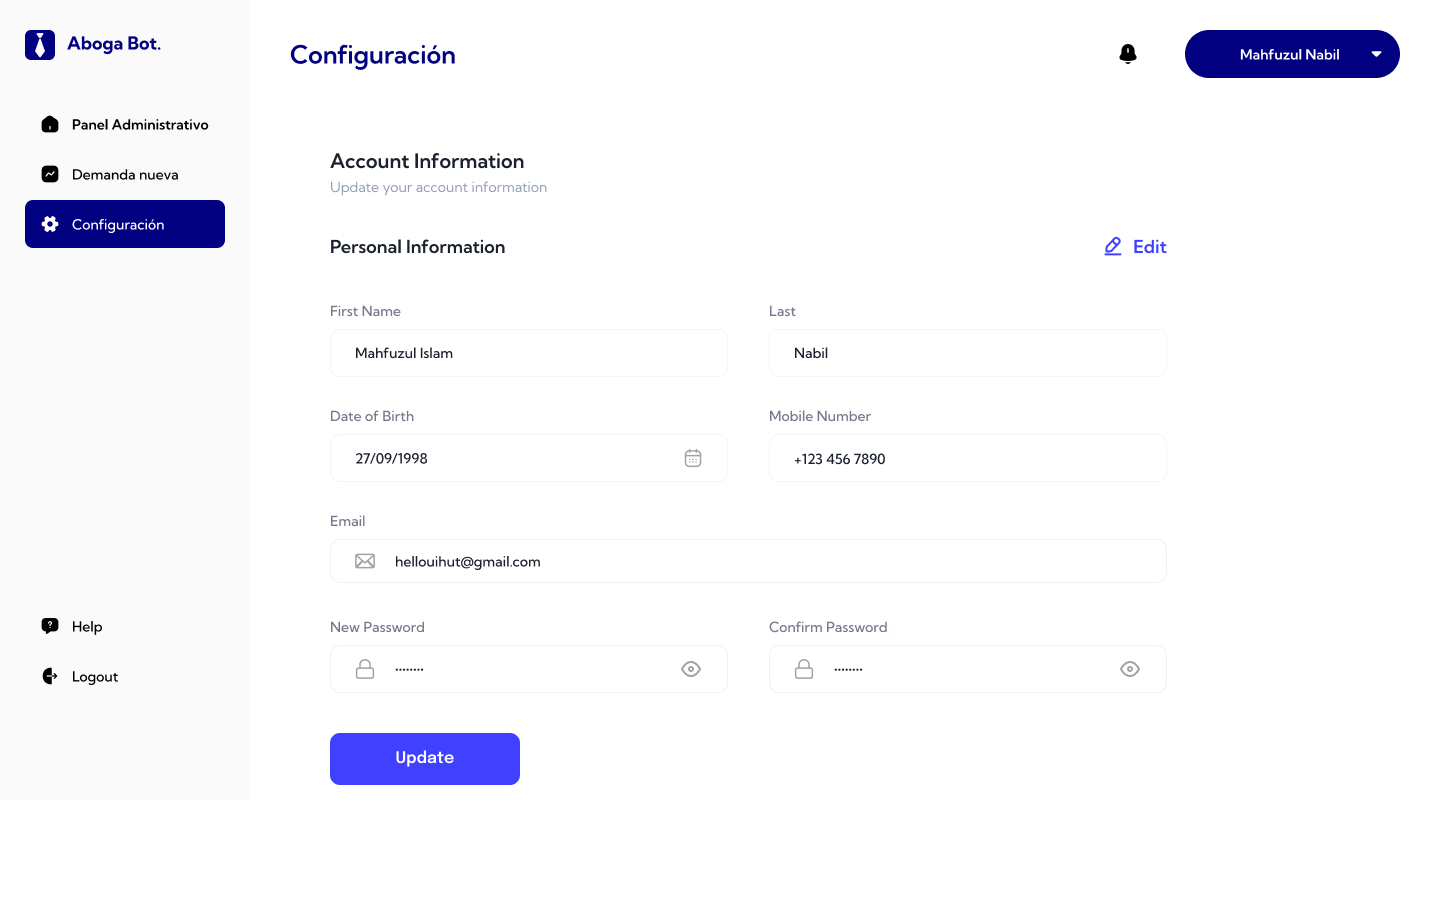 Aboga Bot.
Configuración
Mahfuzul Nabil
Panel Administrativo
Demanda nueva
Configuración
Help
Logout
Account Information
Update your account information
Personal Information
Edit
First Name
Last
Mahfuzul Islam
Nabil
Date of Birth
Mobile Number
27/09/1998
+123 456 7890
Email
hellouihut@gmail.com
New Password
Confirm Password
········
········
Update